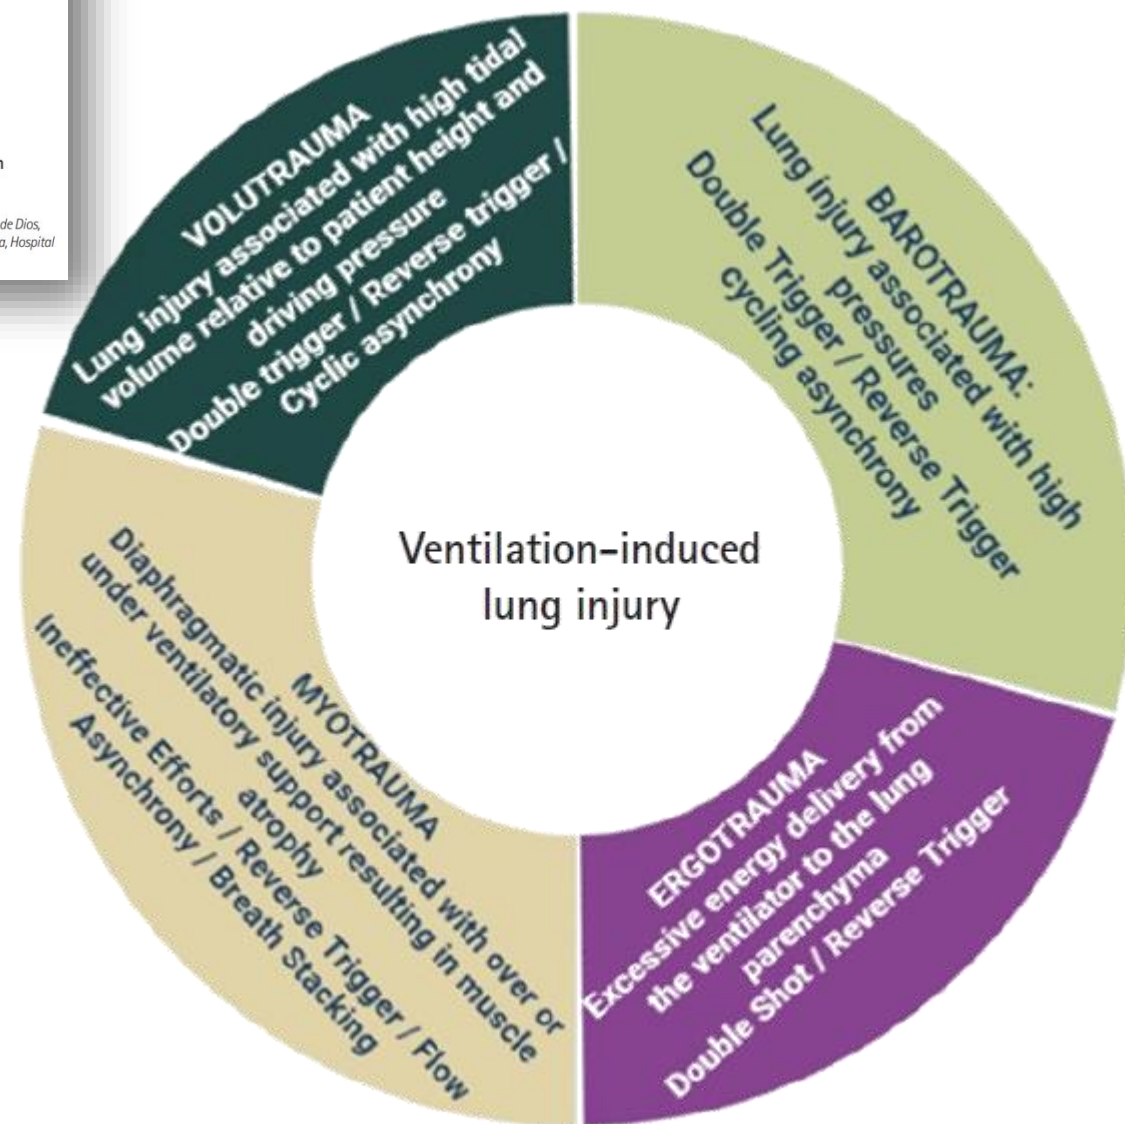 n
de Dios,
a, Hospital
VOLUTRAUMA
Lung injury associated with high tidal
volume relative to patient height and
driving pressure
Double trigger / Reverse trigger /
Cyclic asynchrony
BAROTRAUMA:
Lung injury associated with high
pressures
Double Trigger / Reverse Trigger
cycling asynchrony
Ventilation-induced
lung injury
MYOTRAUMA
Diaphragmatic injury associated with over or
under ventilatory support resulting in muscle
atrophy
Ineffective Efforts / Reverse Trigger / Flow
Asynchrony / Breath Stacking
ERGOTRAUMA
Excessive energy delivery from
the ventilator to the lung
parenchyma
Double Shot / Reverse Trigger